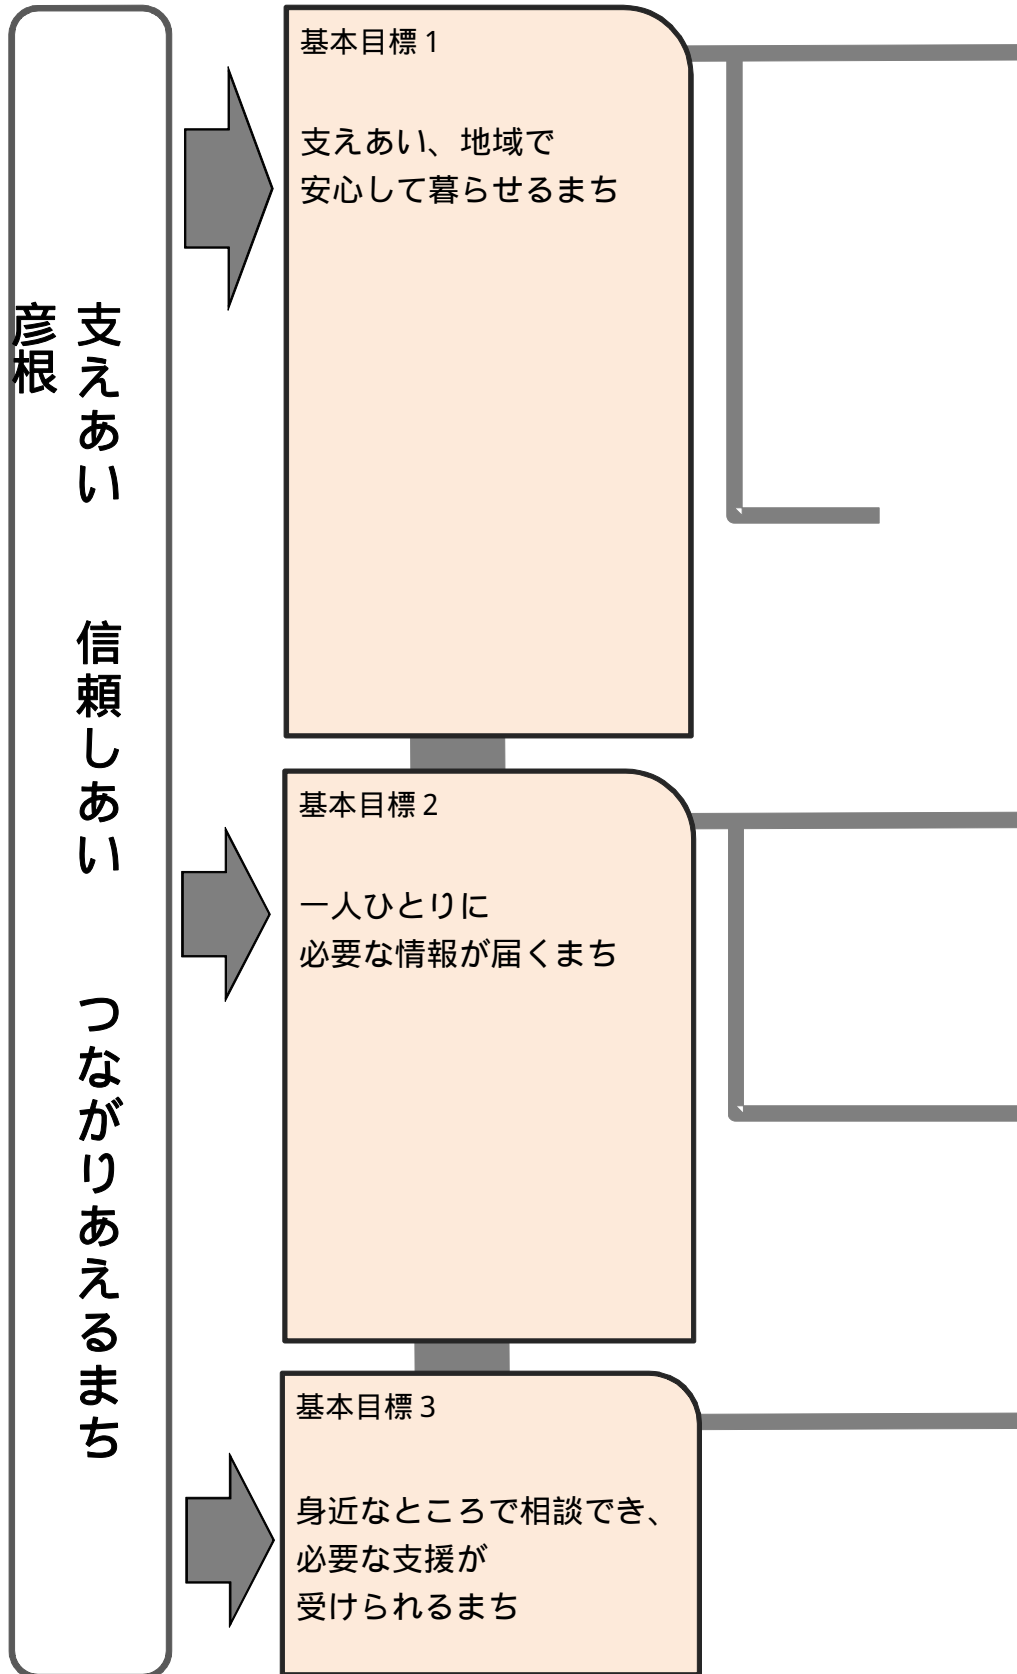 支えあい　信頼しあい　つながりあえるまち
彦根
基本目標１
支えあい、地域で
安心して暮らせるまち
基本目標２
一人ひとりに
必要な情報が届くまち
基本目標３
身近なところで相談でき、
必要な支援が
受けられるまち